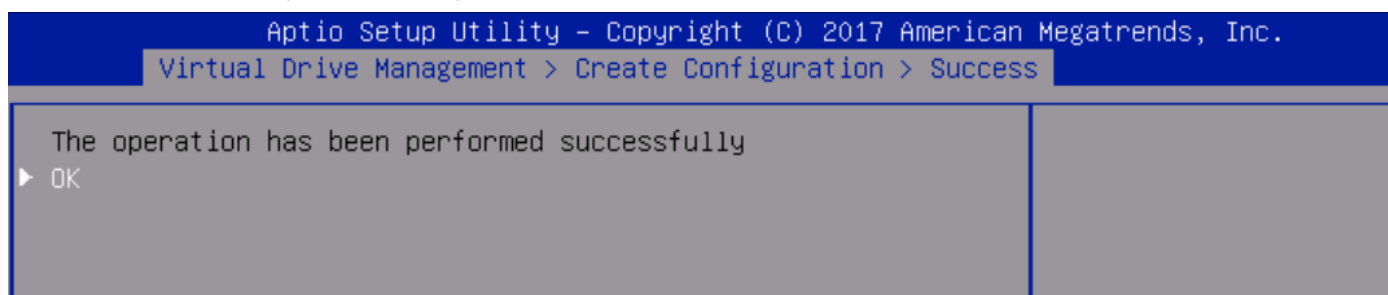 Aptio Setup Utility – Copyright (C) 2017 American Megatrends, Inc.
Virtual Drive Management > Create Configuration > Success
The operation has been performed successfully
OK